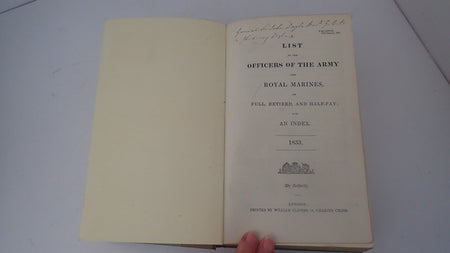 LIST
OF THE
OFFICERS OF THE ARMY
AND
ROYAL MARINES,
ON
FULL, RETIRED, AND HALF-PAY;
WITH
AN INDEX.
1833.
By Authority.
LONDON:
PRINTED BY WILLIAM CLOWES, 14, CHARING CROSS.